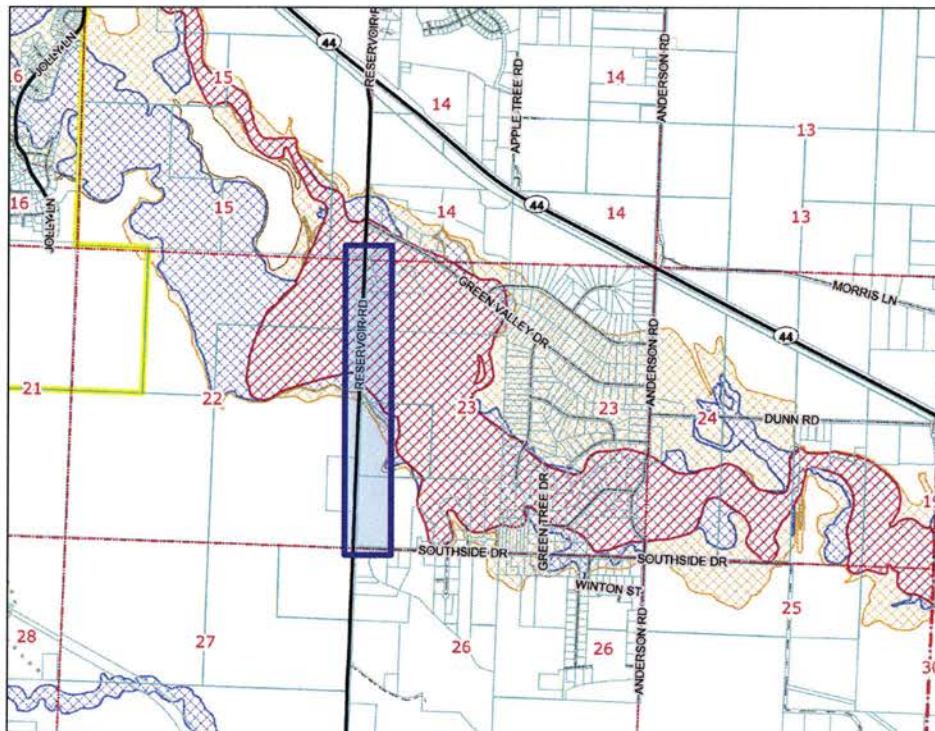 44
RESERVOIR R
JOLLY LN
6
15
14
APPLE TREE RD
14
ANDERSON RD
13
14
44
14
13
16
JOLLY LN
15
MORRIS LN
GREEN VALLEY DR
44
RESERVOIR RD
ANDERSON RD
21
22
23
23
24
DUNN RD
19
GREEN TREE DR
SOUTHSIDE DR
SOUTHSIDE DR
WINTON ST
25
28
27
26
26
ANDERSON RD
30